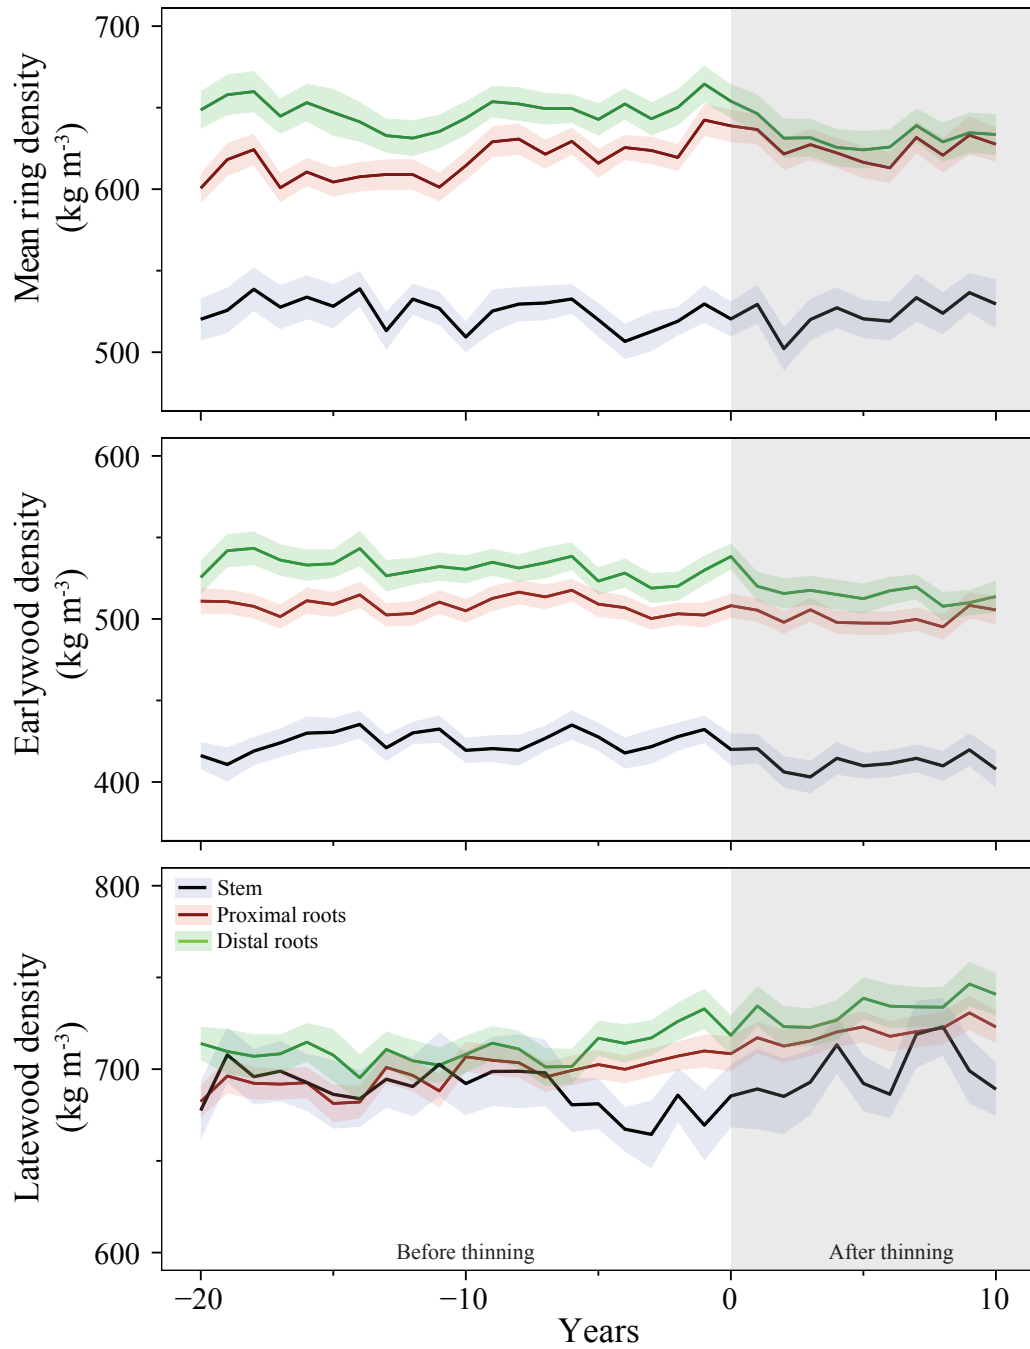 Mean ring density
(kg m⁻³)
700
600
500
Earlywood density
(kg m⁻³)
600
500
400
Latewood density
(kg m⁻³)
800
700
600
Stem
Proximal roots
Distal roots
Before thinning
After thinning
−20
−10
0
10
Years